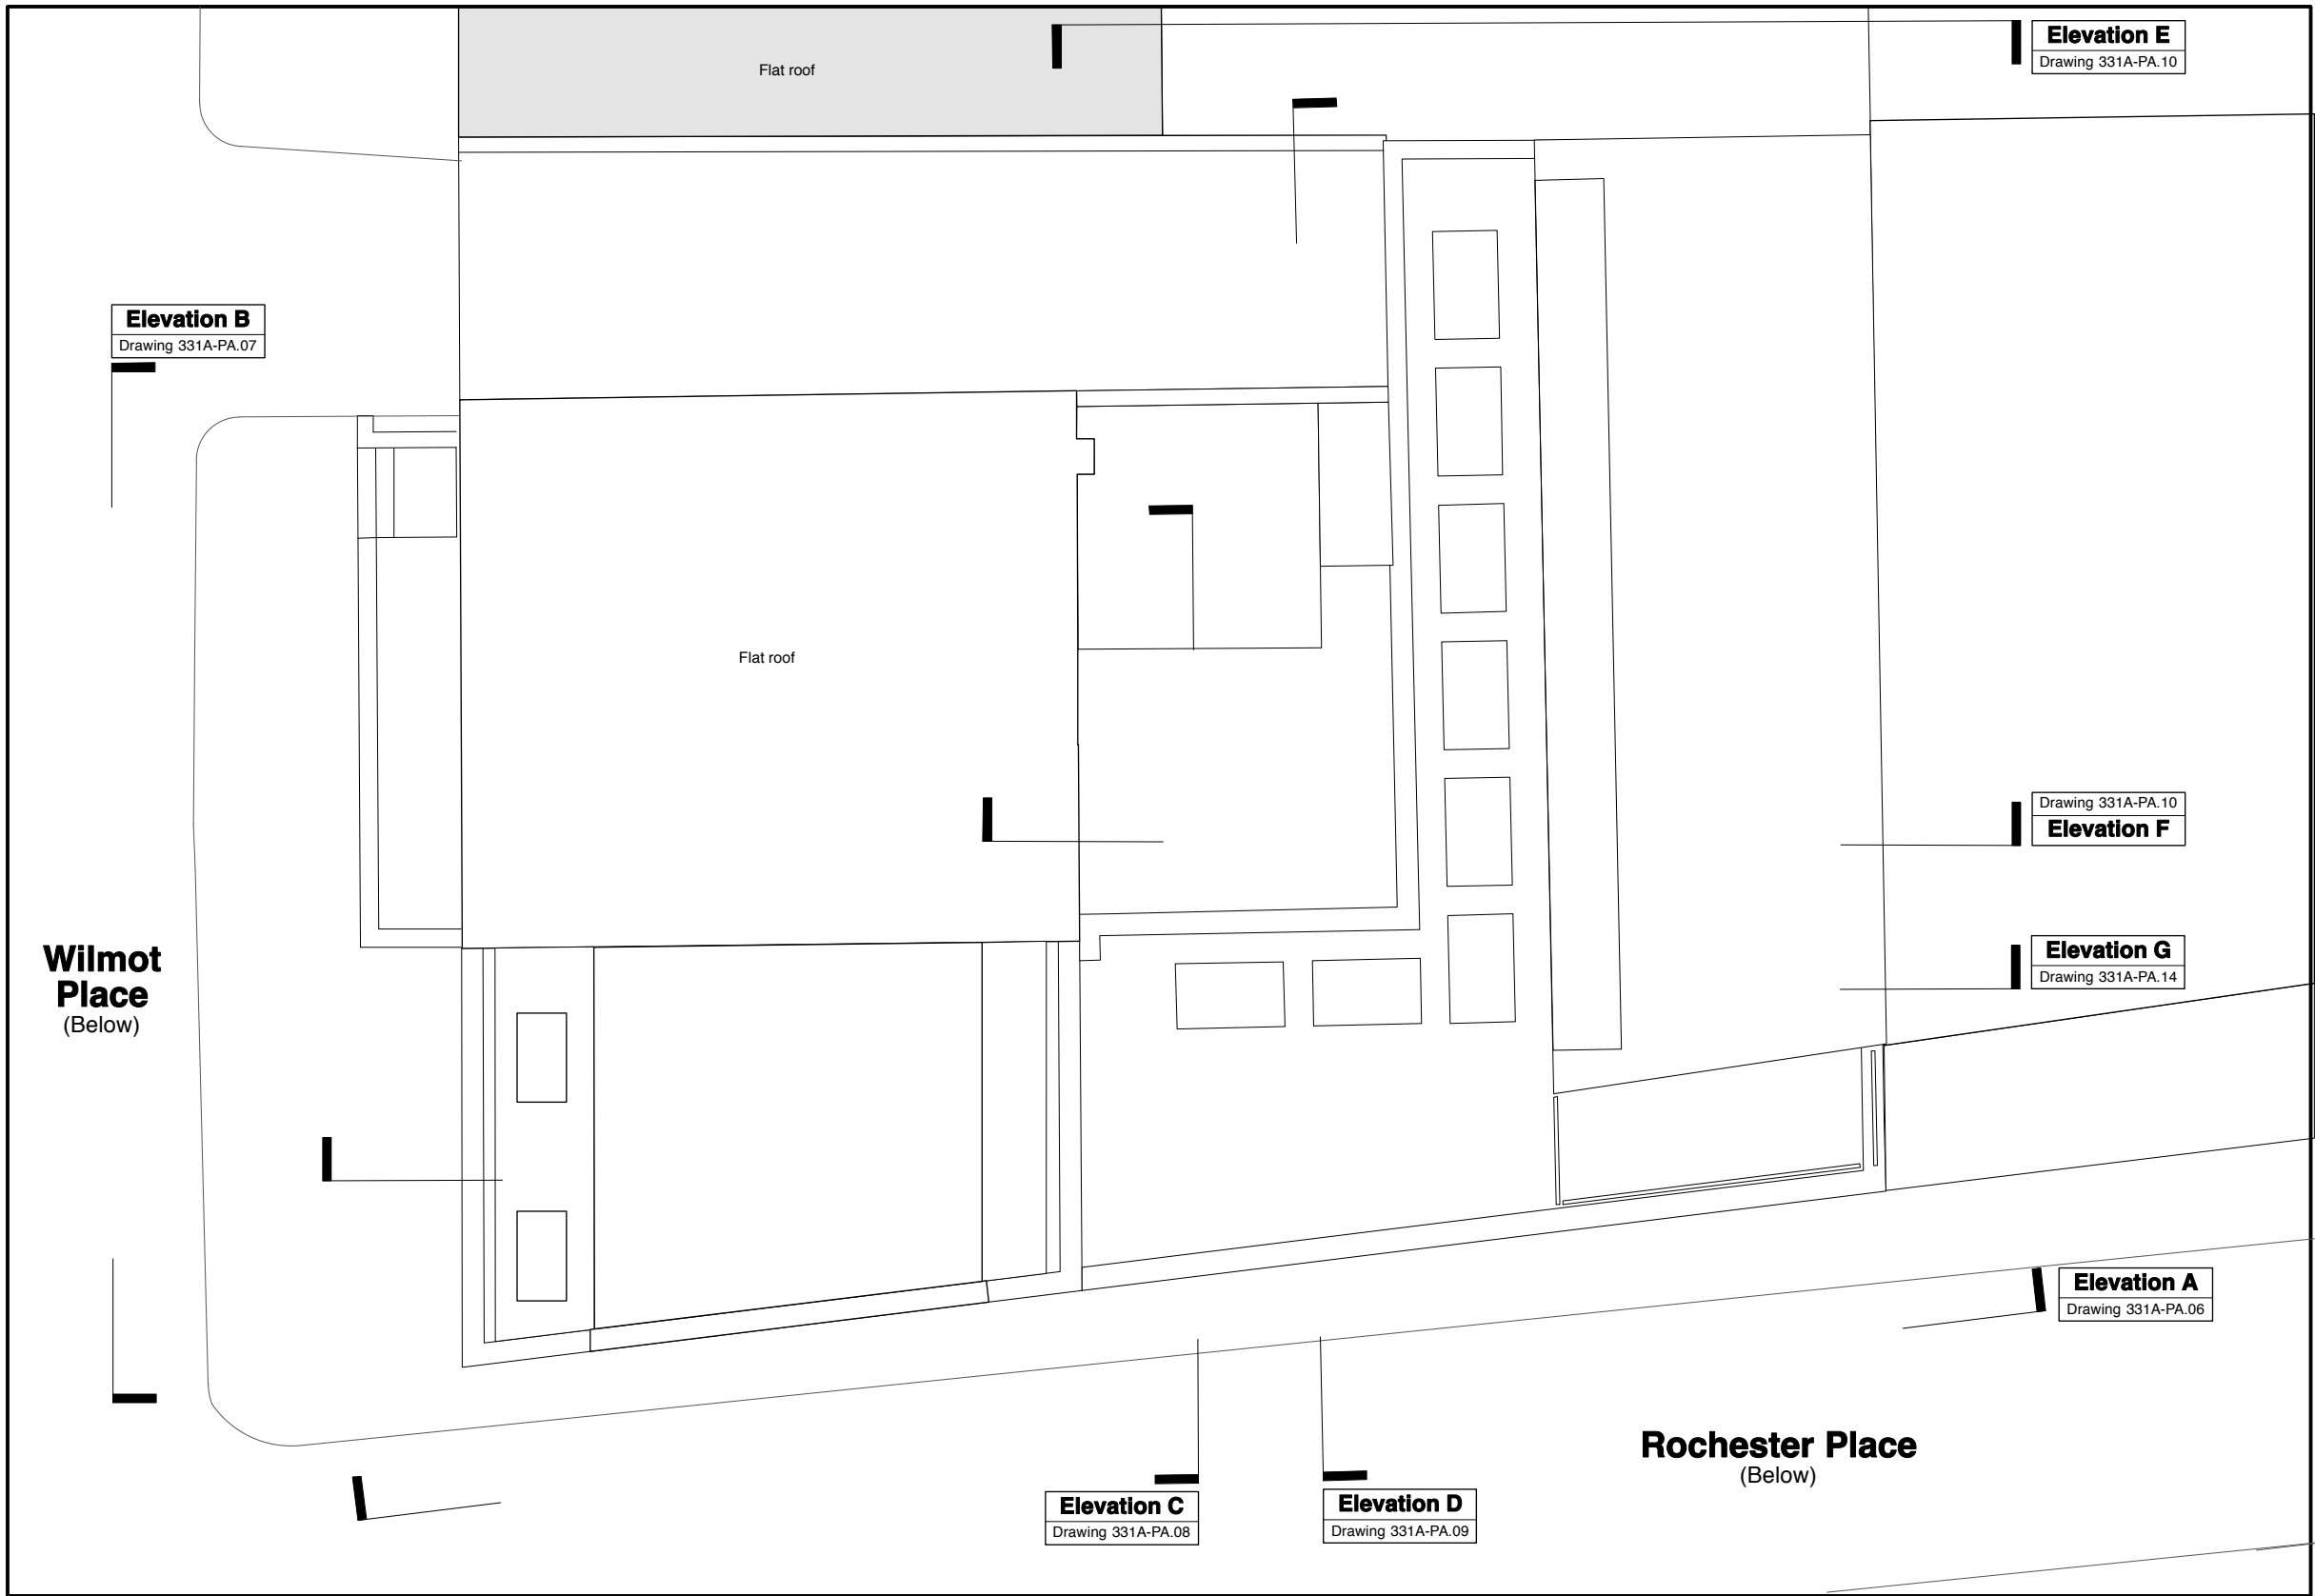 Elevation E
Drawing 331A-PA.10
Flat roof
Elevation B
Drawing 331A-PA.07
Flat roof
Drawing 331A-PA.10
Elevation F
Elevation G
Drawing 331A-PA.14
Wilmot
Place
(Below)
Elevation A
Drawing 331A-PA.06
Rochester Place
(Below)
Elevation C
Drawing 331A-PA.08
Elevation D
Drawing 331A-PA.09